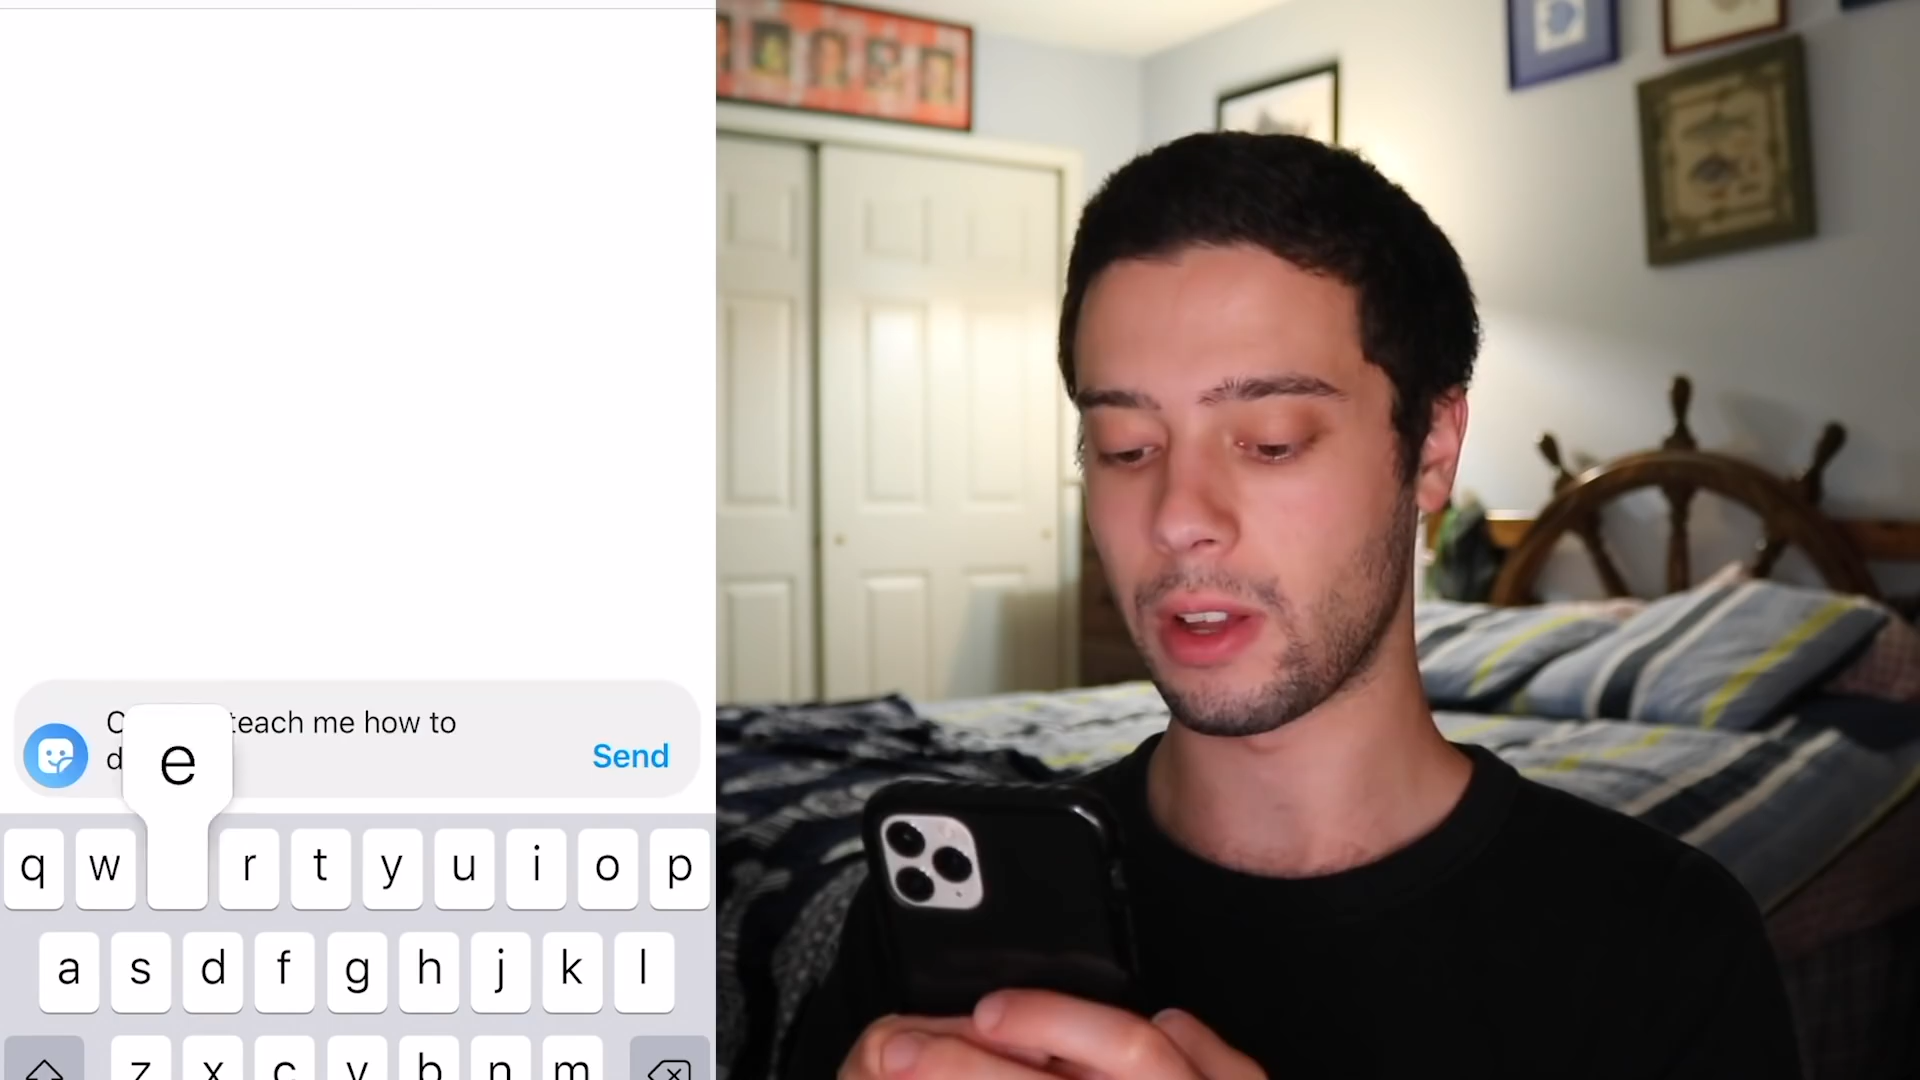 teach me how to
Send
e
q w r t y u i o p
a s d f g h j k l
z x c v b n m